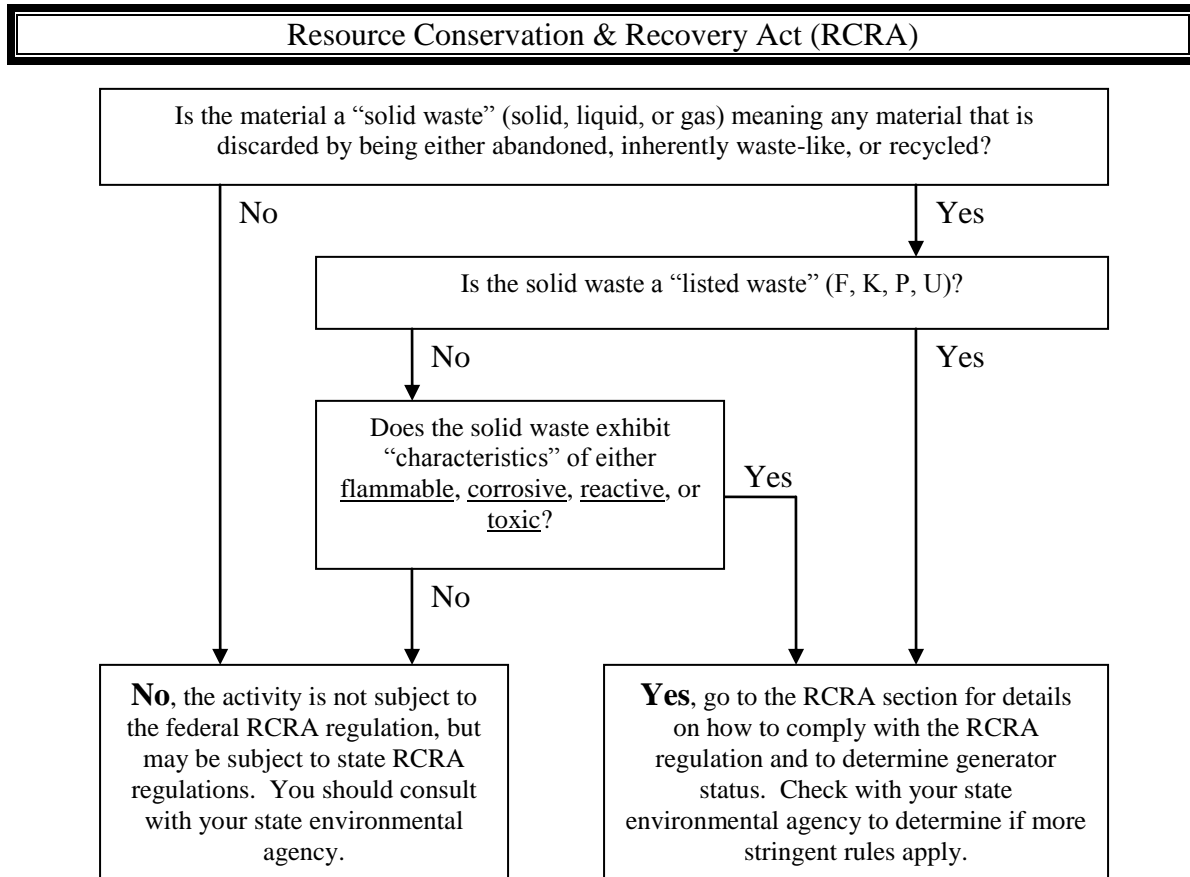 Resource Conservation & Recovery Act (RCRA)
Is the material a “solid waste” (solid, liquid, or gas) meaning any material that is
discarded by being either abandoned, inherently waste-like, or recycled?
No
Yes
Is the solid waste a “listed waste” (F, K, P, U)?
No
Yes
Does the solid waste exhibit
“characteristics” of either
flammable, corrosive, reactive, or
toxic?
Yes
No
No, the activity is not subject to
the federal RCRA regulation, but
may be subject to state RCRA
regulations.  You should consult
with your state environmental
agency.
Yes, go to the RCRA section for details
on how to comply with the RCRA
regulation and to determine generator
status.  Check with your state
environmental agency to determine if more
stringent rules apply.